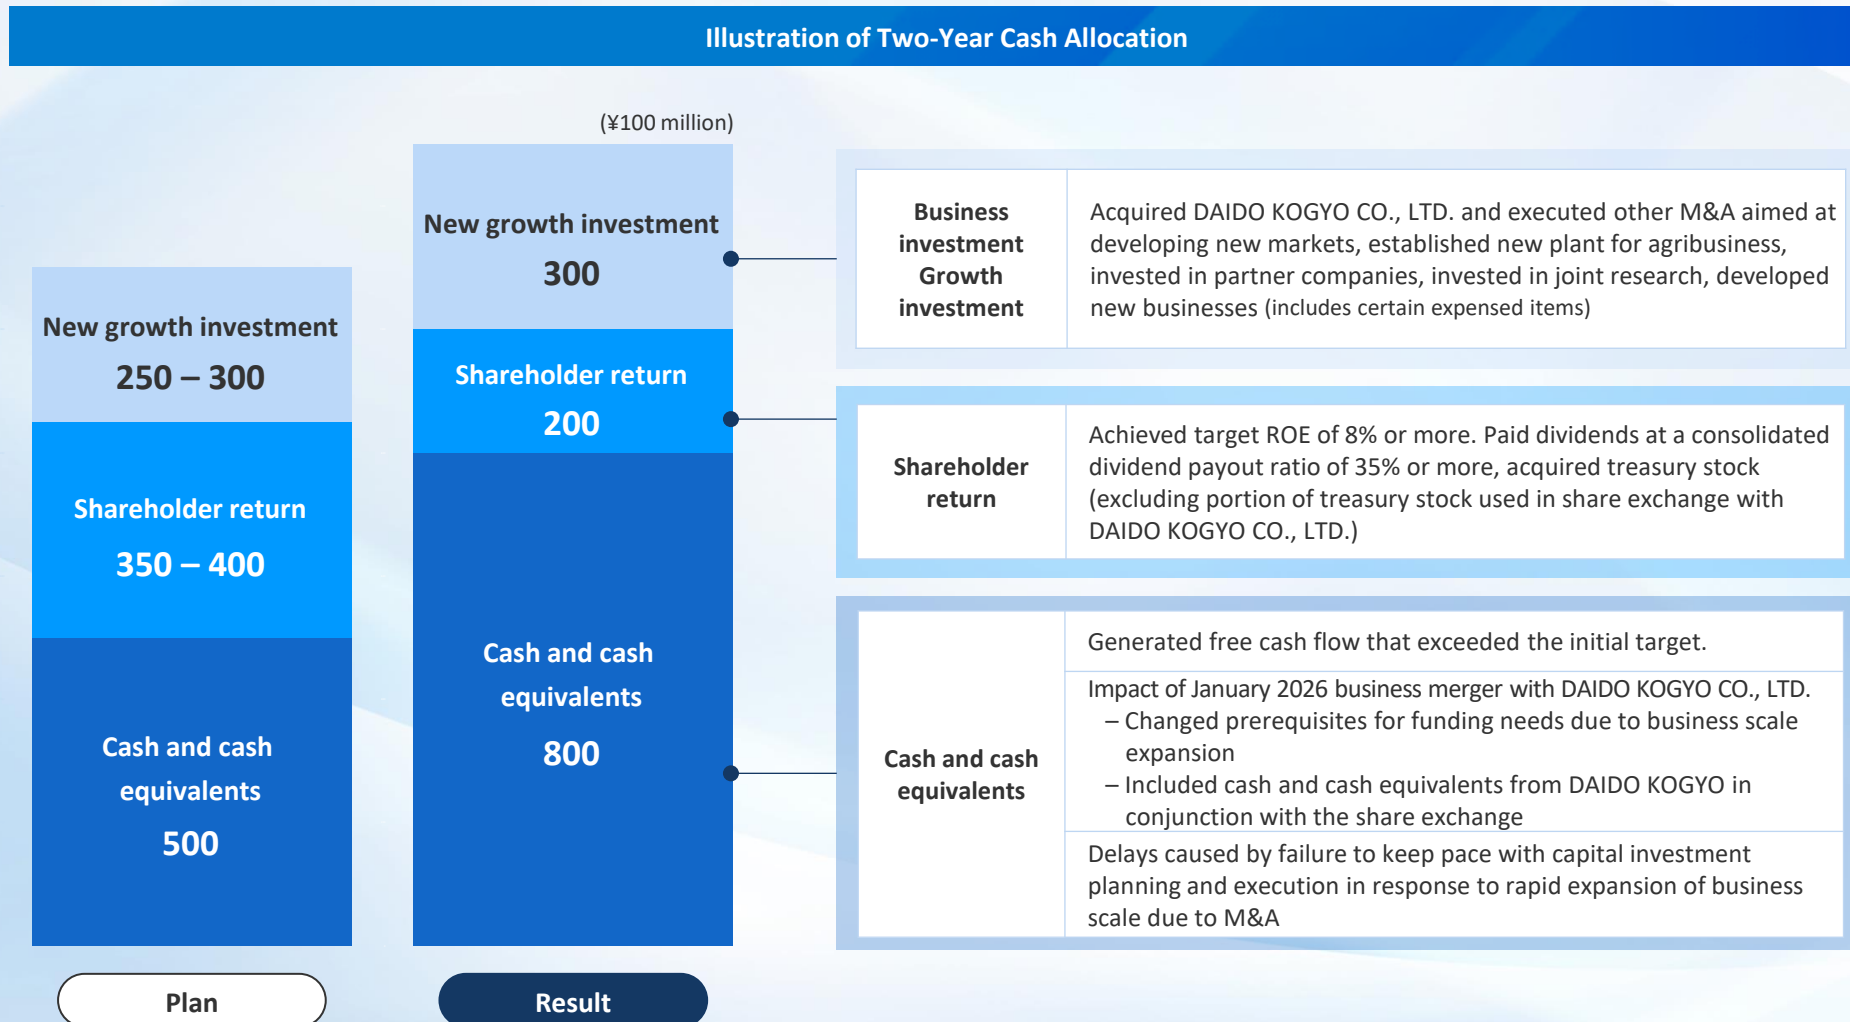 Illustration of Two-Year Cash Allocation
(¥100 million)
New growth investment
250 – 300
Shareholder return
350 – 400
Cash and cash
equivalents
500
Plan
New growth investment
300
Shareholder return
200
Cash and cash
equivalents
800
Result
Business
investment
Growth
investment
Acquired DAIDO KOGYO CO., LTD. and executed other M&A aimed at
developing new markets, established new plant for agribusiness,
invested in partner companies, invested in joint research, developed
new businesses (includes certain expensed items)
Shareholder
return
Achieved target ROE of 8% or more. Paid dividends at a consolidated
dividend payout ratio of 35% or more, acquired treasury stock
(excluding portion of treasury stock used in share exchange with
DAIDO KOGYO CO., LTD.)
Cash and cash
equivalents
Generated free cash flow that exceeded the initial target.
Impact of January 2026 business merger with DAIDO KOGYO CO., LTD.
– Changed prerequisites for funding needs due to business scale
expansion
– Included cash and cash equivalents from DAIDO KOGYO in
conjunction with the share exchange
Delays caused by failure to keep pace with capital investment
planning and execution in response to rapid expansion of business
scale due to M&A